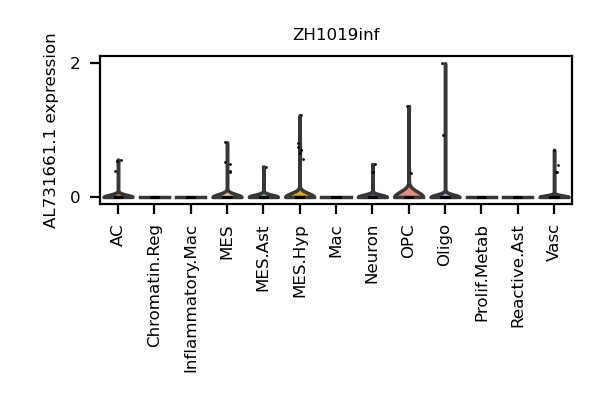 ZH1019inf
AL731661.1 expression
2
0
AC
Chromatin.Reg
Inflammatory.Mac
MES
MES.Ast
MES.Hyp
Mac
Neuron
OPC
Oligo
Prolif.Metab
Reactive.Ast
Vasc